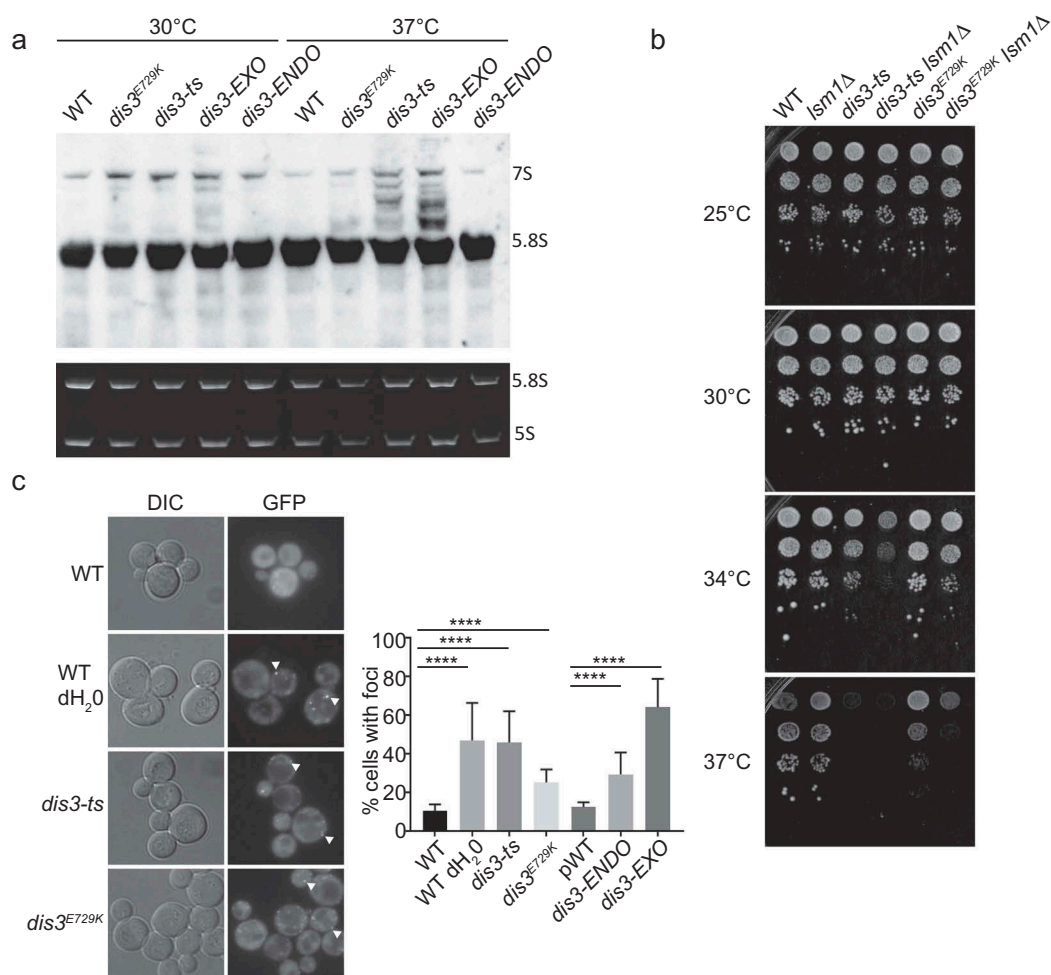 a
30°C 37°C
WT dis3E729K dis3-ts dis3-EXO dis3-ENDO WT dis3E729K dis3-ts dis3-EXO dis3-ENDO
7S
5.8S
5.8S
5S
b
WT lsm1Δ dis3-ts dis3-ts lsm1Δ dis3E729K dis3E729K lsm1Δ
25°C
30°C
34°C
37°C
c
DIC GFP
WT
WT
dH20
dis3-ts
dis3E729K
****
****
****
****
****
% cells with foci
100
80
60
40
20
0
WT
WT dH20
dis3-ts
dis3E729K
pWT
dis3-ENDO
dis3-EXO